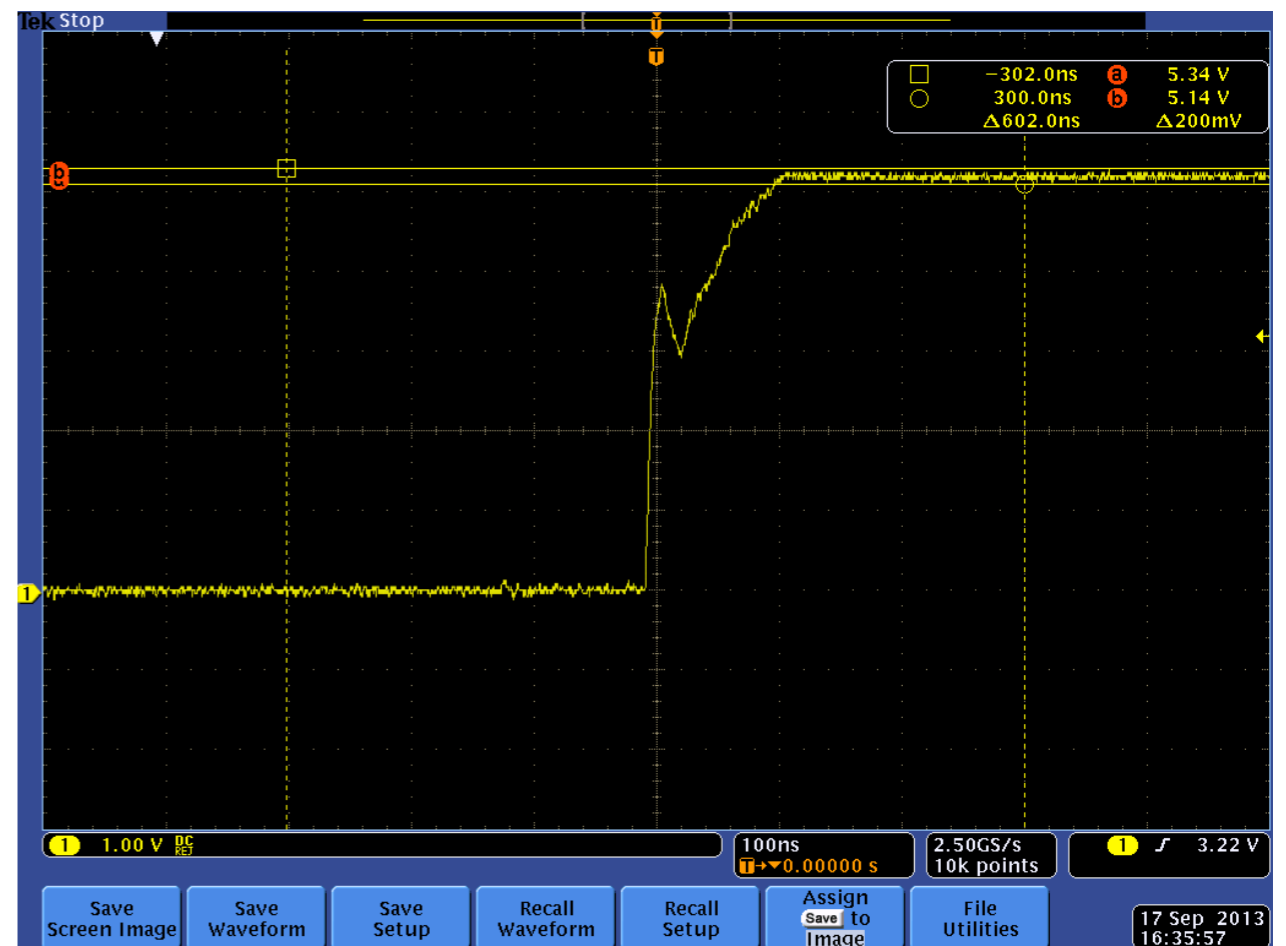 Tek Stop
T
T
□ −302.0ns a 5.34 V
○ 300.0ns b 5.14 V
Δ602.0ns Δ200mV
b
1
1 1.00 V DC REJ
100ns
T→▼0.00000 s
2.50GS/s
10k points
1 3.22 V
Save Screen Image
Save Waveform
Save Setup
Recall Waveform
Recall Setup
Assign Save to Image
File Utilities
17 Sep 2013
16:35:57